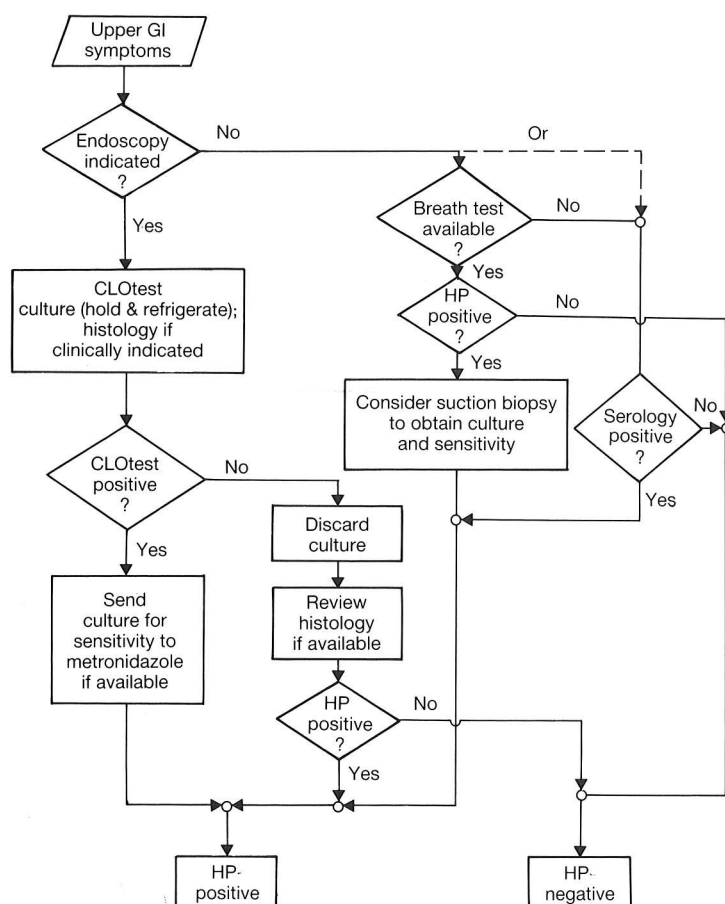 Upper GI
symptoms
Endoscopy
indicated
?
No
Or
Yes
Breath test
available
?
No
Yes
CLOtest
culture (hold & refrigerate);
histology if
clinically indicated
HP
positive
?
No
Yes
Consider suction biopsy
to obtain culture
and sensitivity
Serology
positive
?
No
Yes
CLOtest
positive
?
No
Yes
Discard
culture
Send
culture for
sensitivity to
metronidazole
if available
Review
histology
if available
HP
positive
?
No
Yes
HP-
positive
HP-
negative